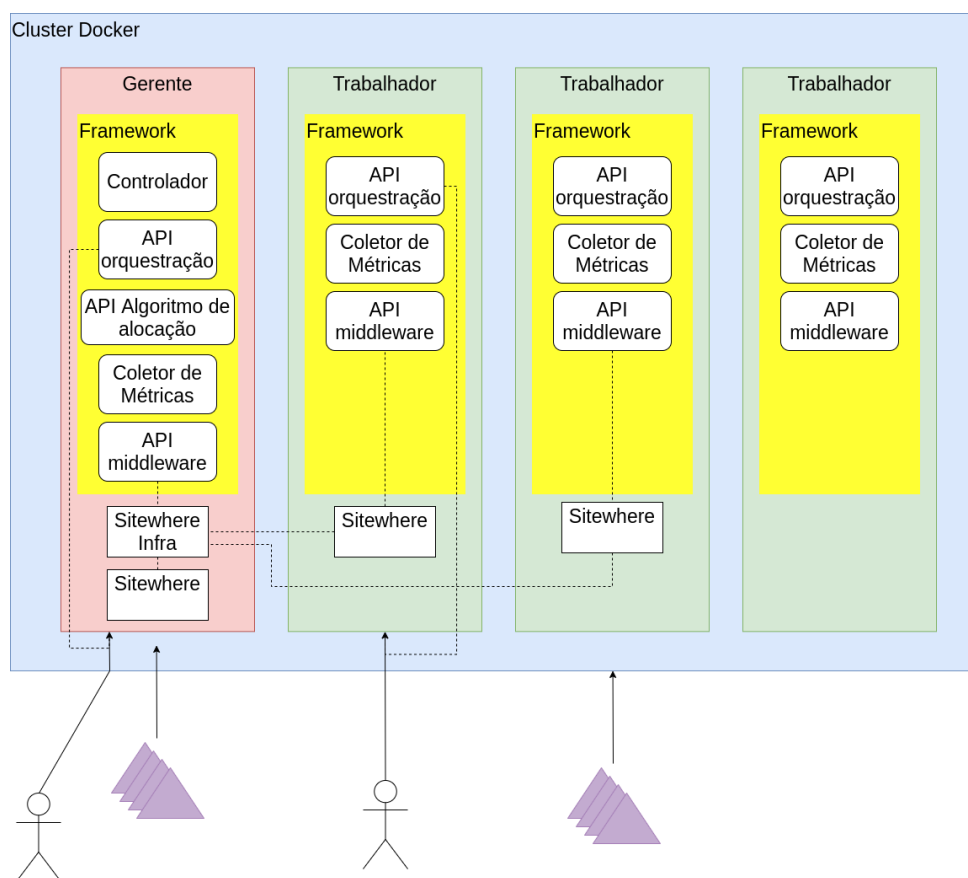 Cluster Docker
Gerente
Framework
Controlador
API
orquestração
API Algoritmo de
alocação
Coletor de
Métricas
API
middleware
Sitewhere
Infra
Sitewhere
Trabalhador
Framework
API
orquestração
Coletor de
Métricas
API
middleware
Sitewhere
Trabalhador
Framework
API
orquestração
Coletor de
Métricas
API
middleware
Sitewhere
Trabalhador
Framework
API
orquestração
Coletor de
Métricas
API
middleware